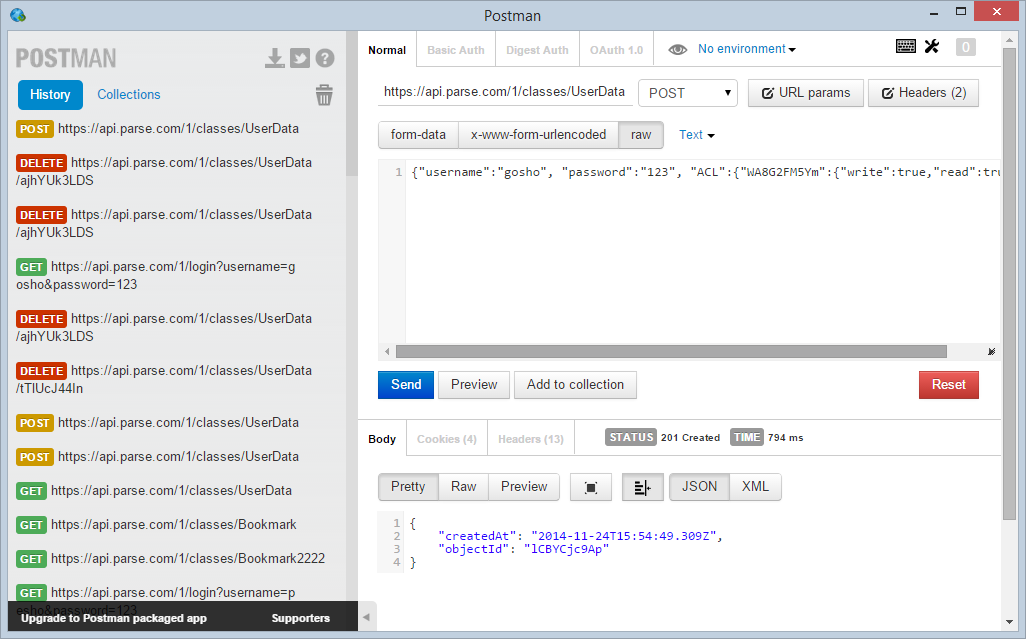 Postman
POSTMAN
History Collections
POST https://api.parse.com/1/classes/UserData
DELETE https://api.parse.com/1/classes/UserData
/ajhYUk3LDS
DELETE https://api.parse.com/1/classes/UserData
/ajhYUk3LDS
GET https://api.parse.com/1/login?username=g
osho&password=123
DELETE https://api.parse.com/1/classes/UserData
/ajhYUk3LDS
DELETE https://api.parse.com/1/classes/UserData
/tTlUcJ44In
POST https://api.parse.com/1/classes/UserData
POST https://api.parse.com/1/classes/UserData
GET https://api.parse.com/1/classes/UserData
GET https://api.parse.com/1/classes/Bookmark
GET https://api.parse.com/1/classes/Bookmark2222
GET https://api.parse.com/1/login?username=p
esho&password=123
Upgrade to Postman packaged app Supporters
Normal Basic Auth Digest Auth OAuth 1.0 No environment 0
https://api.parse.com/1/classes/UserData POST URL params Headers (2)
form-data x-www-form-urlencoded raw Text
1 {"username":"gosho", "password":"123", "ACL":{"WA8G2FM5Ym":{"write":true,"read":tru
Send Preview Add to collection Reset
Body Cookies (4) Headers (13) STATUS 201 Created TIME 794 ms
Pretty Raw Preview JSON XML
1 {
2 "createdAt": "2014-11-24T15:54:49.309Z",
3 "objectId": "lCBYCjc9Ap"
4 }